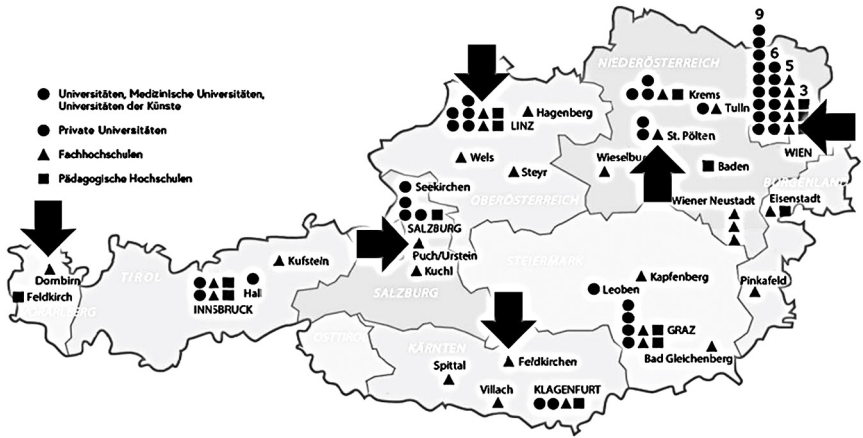 9
6
5
3
NIEDERÖSTERREICH
Universitäten, Medizinische Universitäten,
Universitäten der Künste
Private Universitäten
Fachhochschulen
Pädagogische Hochschulen
Krems
Tulln
Hagenberg
LINZ
St. Pölten
WIEN
Wels
Steyr
Wieselburg
Baden
BURGENLAND
Seekirchen
OBERÖSTERREICH
Wiener Neustadt
Eisenstadt
SALZBURG
Puch/Urstein
Kuchl
STEIERMARK
Kufstein
Dornbirn
TIROL
Feldkirch
Hall
INNSBRUCK
SALZBURG
Kapfenberg
Leoben
Pinkafeld
GRAZ
Bad Gleichenberg
OSTTIROL
KÄRNTEN
Feldkirchen
Spittal
Villach
KLAGENFURT